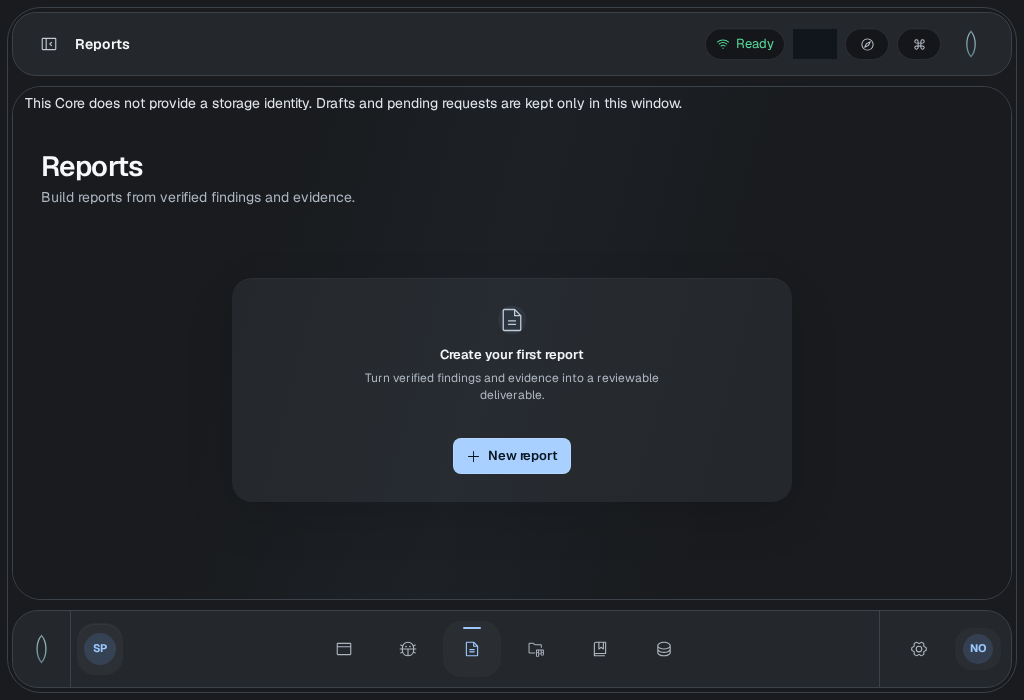 Reports
Ready
This Core does not provide a storage identity. Drafts and pending requests are kept only in this window.
Reports
Build reports from verified findings and evidence.
Create your first report
Turn verified findings and evidence into a reviewable
deliverable.
New report
SP
NO